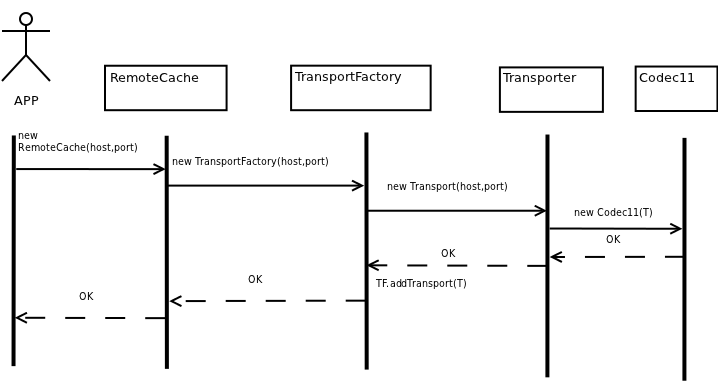 APP
RemoteCache
TransportFactory
Transporter
Codec11
new
RemoteCache(host,port)
new TransportFactory(host,port)
new Transport(host,port)
new Codec11(T)
OK
OK
TF.addTransport(T)
OK
OK